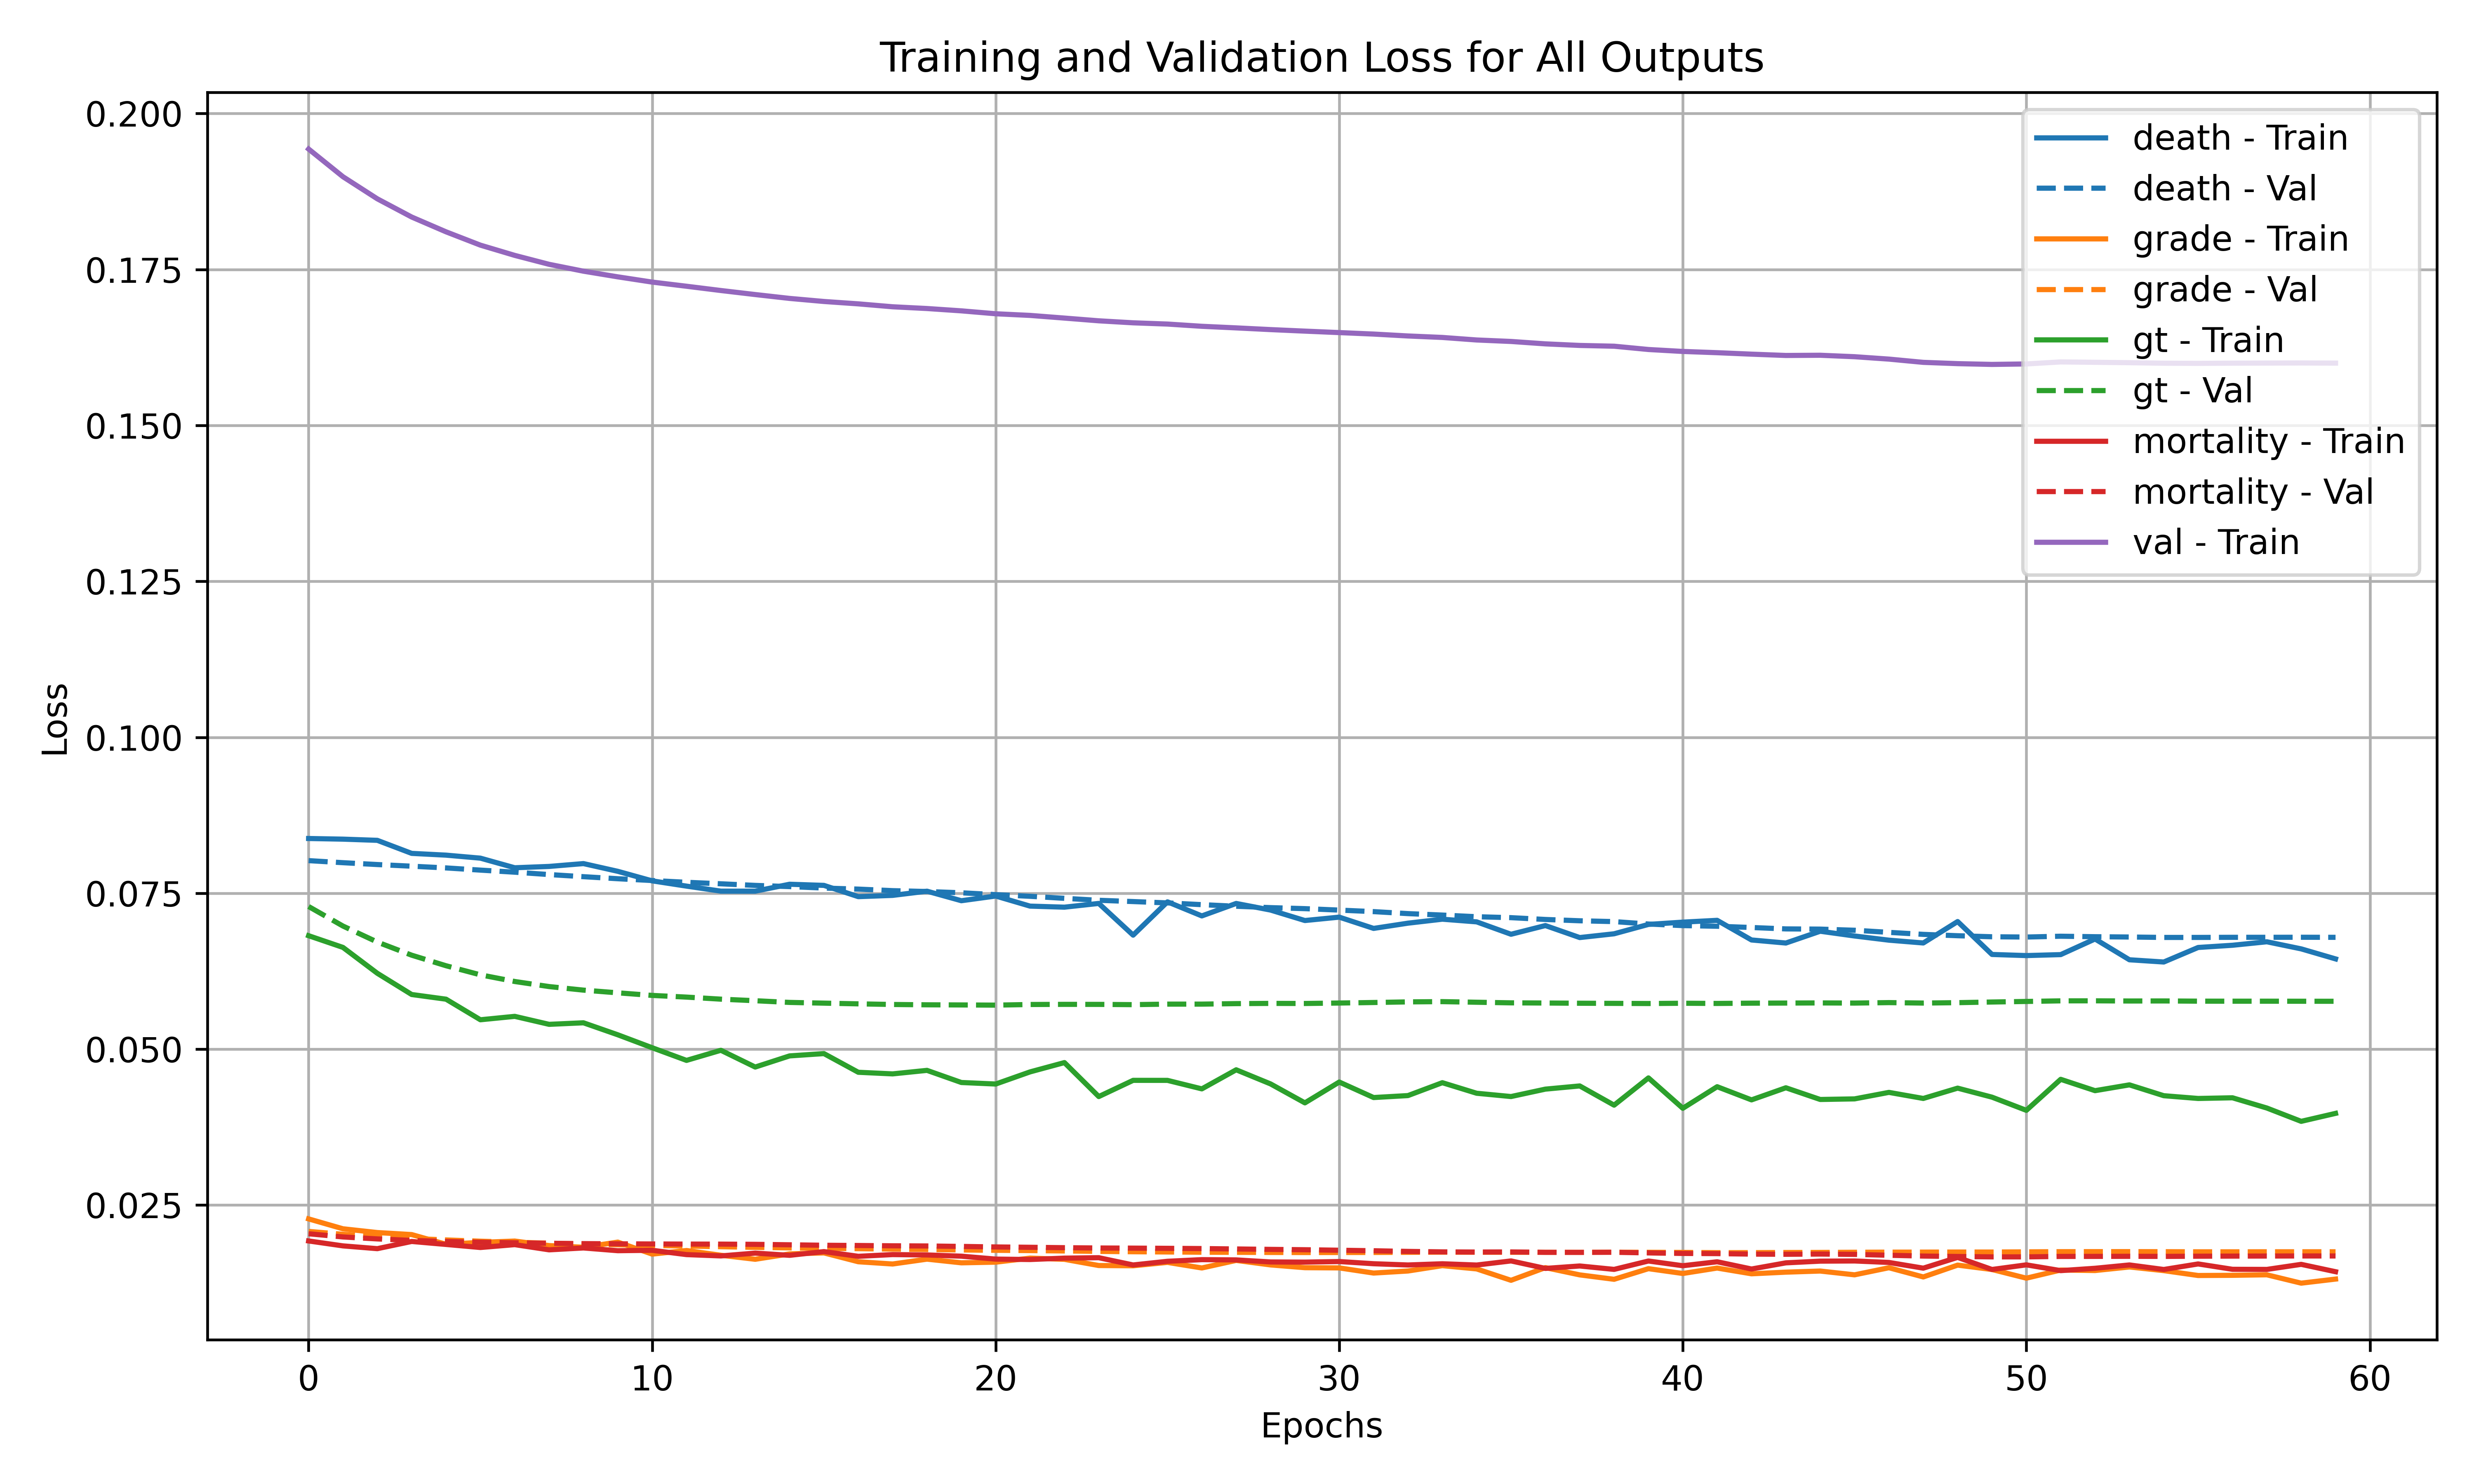 Training and Validation Loss for All Outputs
0.200
0.175
0.150
0.125
0.100
0.075
0.050
0.025
Loss
death - Train
death - Val
grade - Train
grade - Val
gt - Train
gt - Val
mortality - Train
mortality - Val
val - Train
0 10 20 30 40 50 60
Epochs